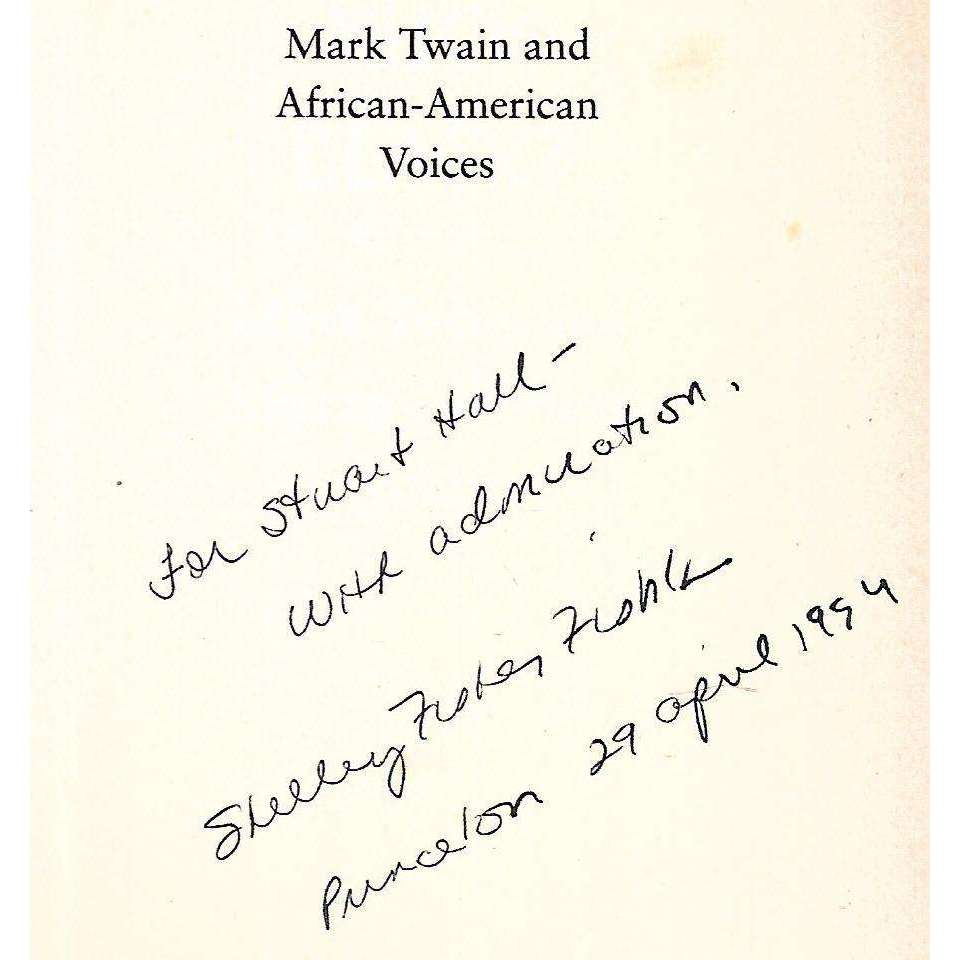 Mark Twain and
African-American
Voices
For Stuart Hall –
with admiration.
Shelley Fisher Fishkin
Princeton 29 April 1994